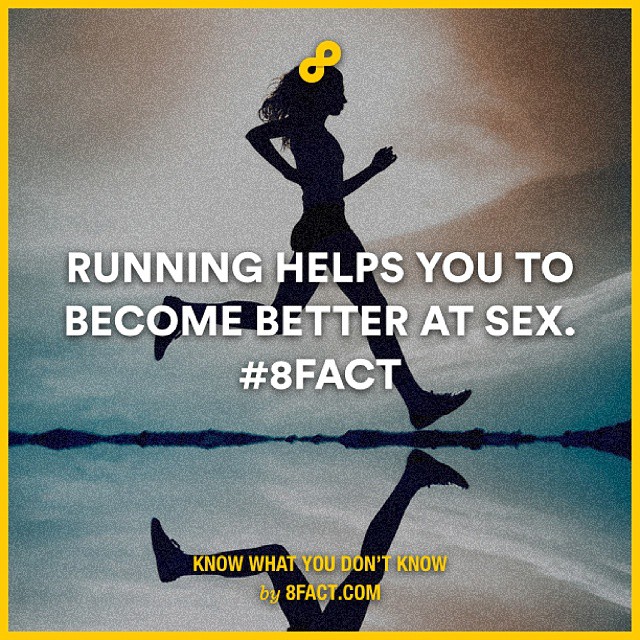 RUNNING HELPS YOU TO
BECOME BETTER AT SEX.
#8FACT
KNOW WHAT YOU DON'T KNOW
by 8FACT.COM